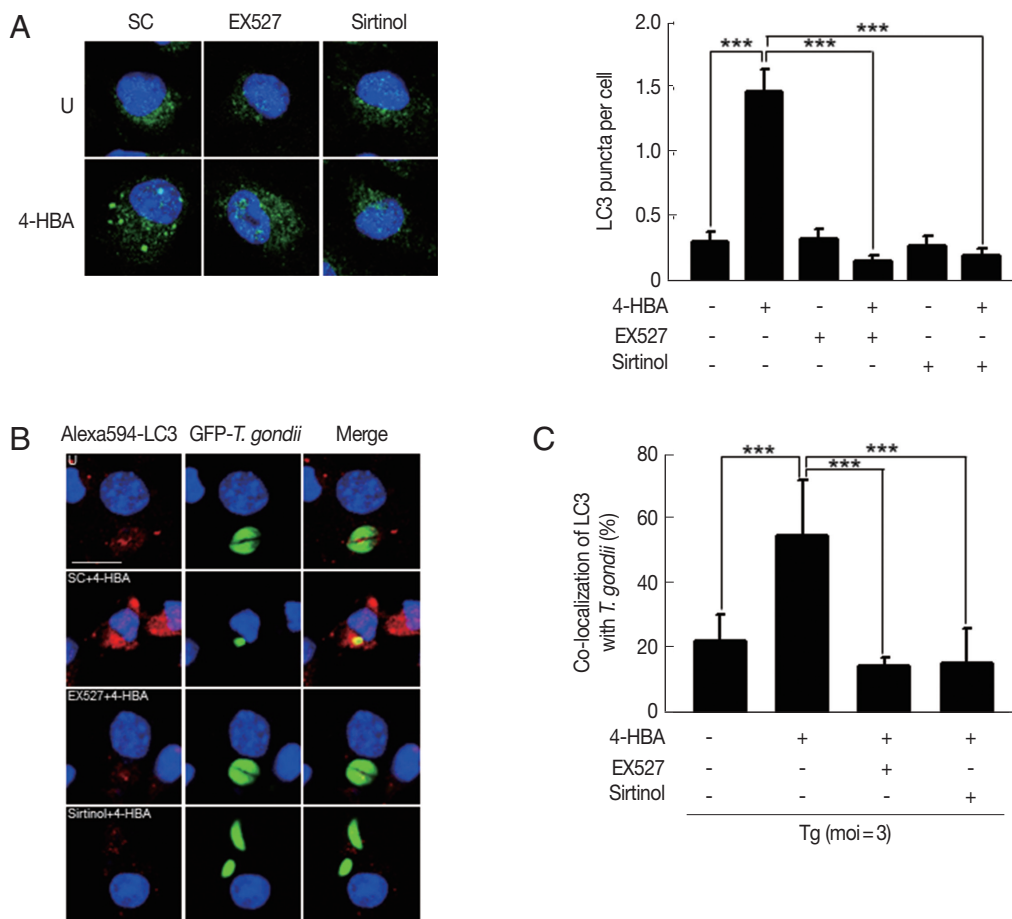 A
SC EX527 Sirtinol
U
4-HBA
LC3 puncta per cell
2.0
1.5
1.0
0.5
0
*** *** ***
4-HBA - + - + - +
EX527 - - + + - -
Sirtinol - - - - + +
B
Alexa594-LC3 GFP-T. gondii Merge
U
SC+4-HBA
EX527+4-HBA
Sirtinol+4-HBA
C
Co-localization of LC3
with T. gondii (%)
80
60
40
20
0
*** *** ***
4-HBA - + + +
EX527 - - + -
Sirtinol - - - +
Tg (moi = 3)